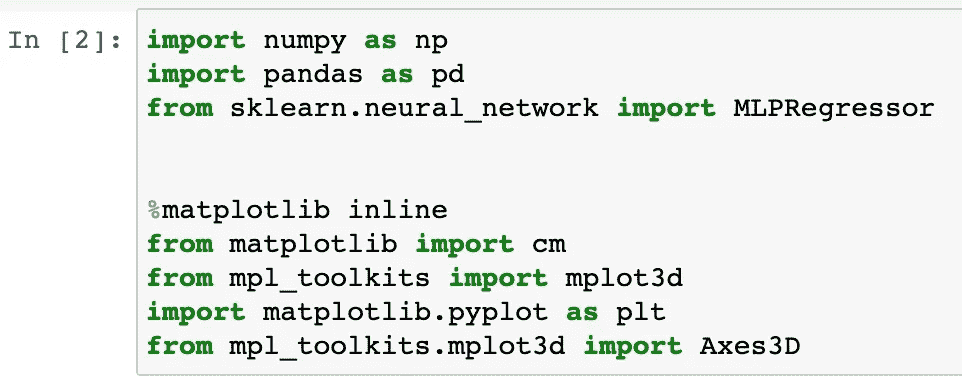 In [2]: import numpy as np
import pandas as pd
from sklearn.neural_network import MLPRegressor
%matplotlib inline
from matplotlib import cm
from mpl_toolkits import mplot3d
import matplotlib.pyplot as plt
from mpl_toolkits.mplot3d import Axes3D